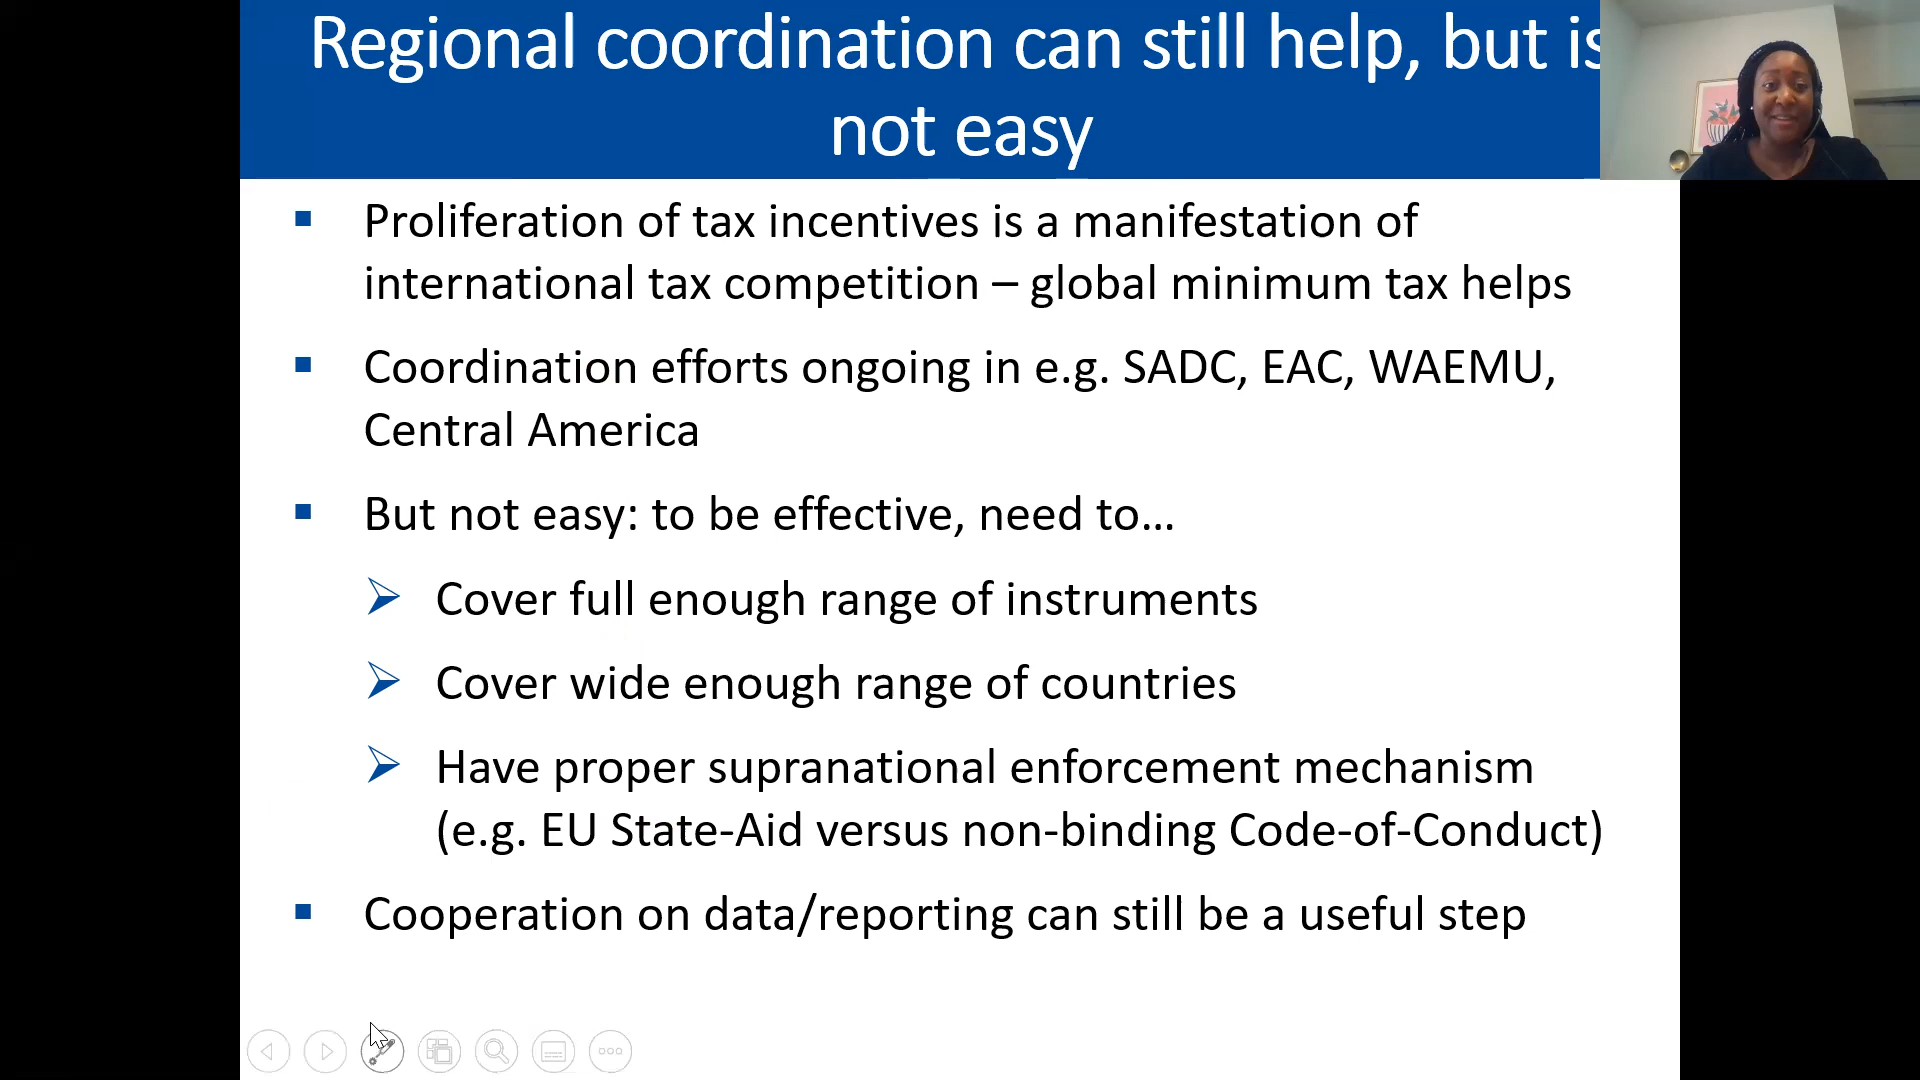 Regional coordination can still help, but is
not easy
Proliferation of tax incentives is a manifestation of
international tax competition – global minimum tax helps
Coordination efforts ongoing in e.g. SADC, EAC, WAEMU,
Central America
But not easy: to be effective, need to…
Cover full enough range of instruments
Cover wide enough range of countries
Have proper supranational enforcement mechanism
(e.g. EU State-Aid versus non-binding Code-of-Conduct)
Cooperation on data/reporting can still be a useful step